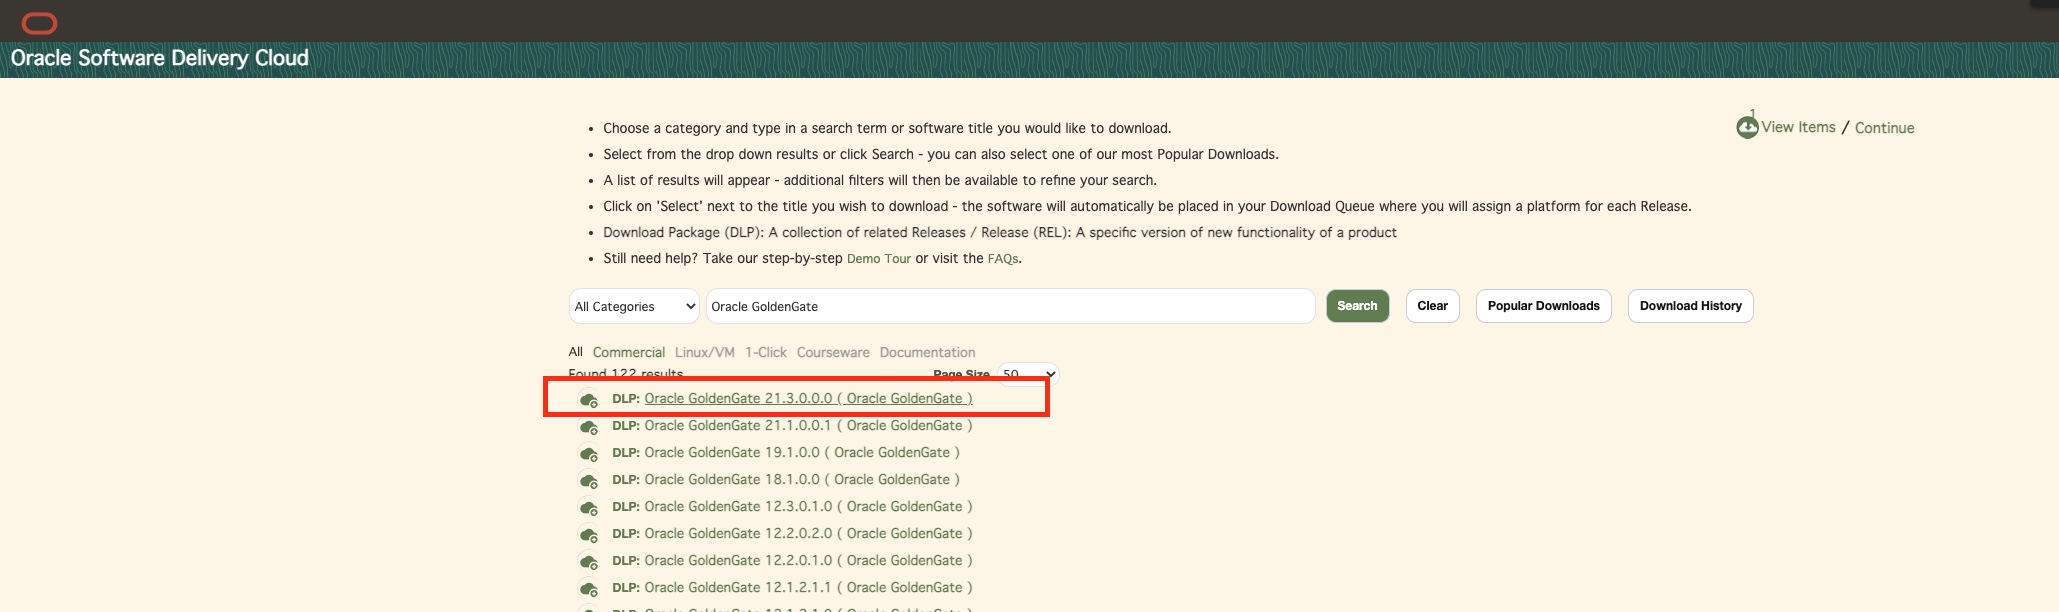 Oracle Software Delivery Cloud
1
View Items / Continue
Choose a category and type in a search term or software title you would like to download.
Select from the drop down results or click Search - you can also select one of our most Popular Downloads.
A list of results will appear - additional filters will then be available to refine your search.
Click on 'Select' next to the title you wish to download - the software will automatically be placed in your Download Queue where you will assign a platform for each Release.
Download Package (DLP): A collection of related Releases / Release (REL): A specific version of new functionality of a product
Still need help? Take our step-by-step Demo Tour or visit the FAQs.
All Categories Oracle GoldenGate Search Clear Popular Downloads Download History
All Commercial Linux/VM 1-Click Courseware Documentation
Found 122 results Page Size 50
DLP: Oracle GoldenGate 21.3.0.0.0 ( Oracle GoldenGate )
DLP: Oracle GoldenGate 21.1.0.0.1 ( Oracle GoldenGate )
DLP: Oracle GoldenGate 19.1.0.0 ( Oracle GoldenGate )
DLP: Oracle GoldenGate 18.1.0.0 ( Oracle GoldenGate )
DLP: Oracle GoldenGate 12.3.0.1.0 ( Oracle GoldenGate )
DLP: Oracle GoldenGate 12.2.0.2.0 ( Oracle GoldenGate )
DLP: Oracle GoldenGate 12.2.0.1.0 ( Oracle GoldenGate )
DLP: Oracle GoldenGate 12.1.2.1.1 ( Oracle GoldenGate )